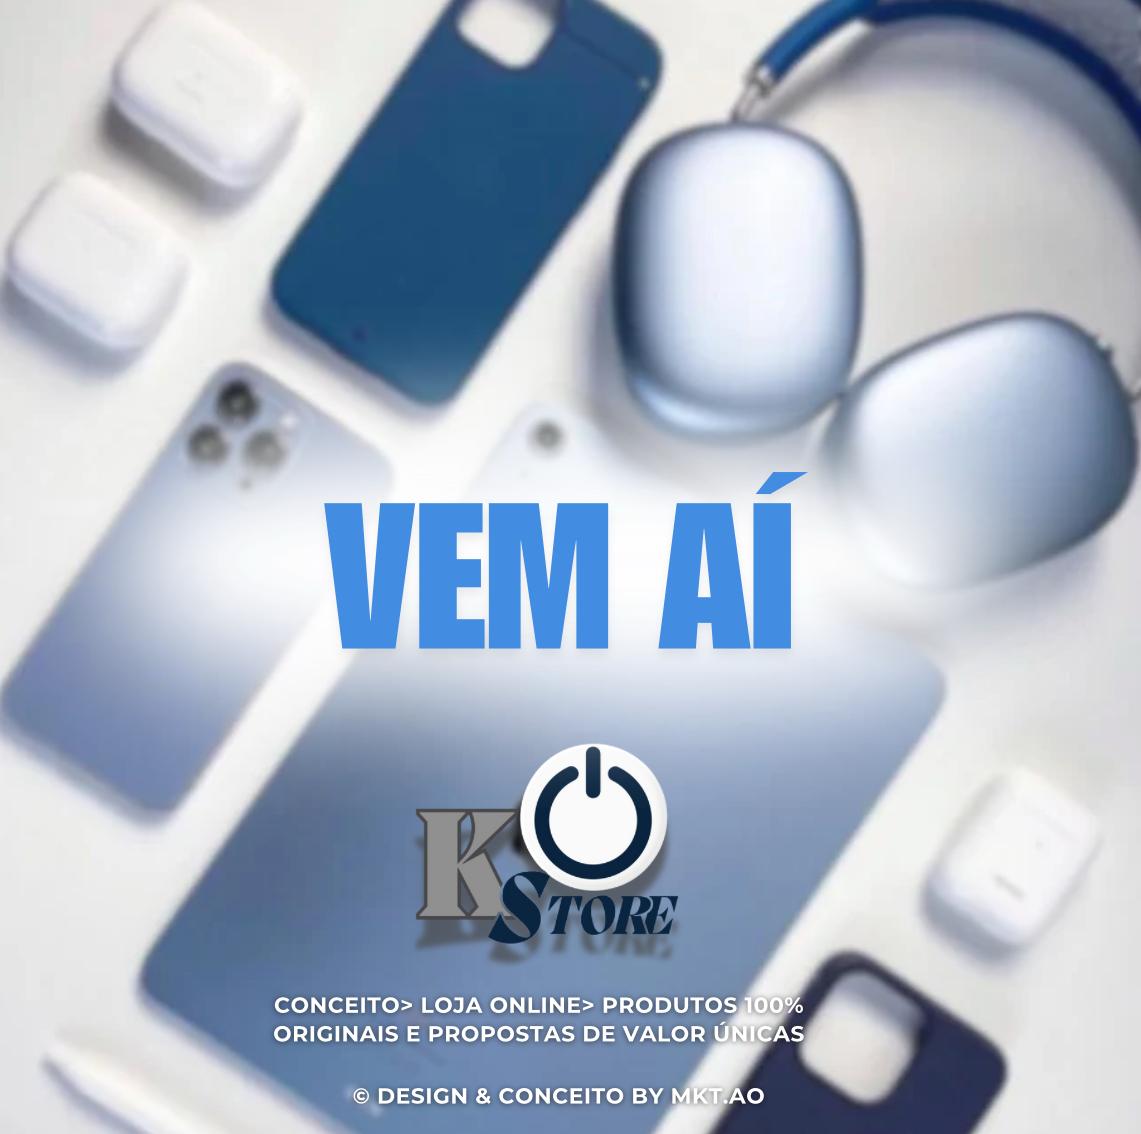 VEM AÍ
K
STORE
CONCEITO> LOJA ONLINE> PRODUTOS 100%
ORIGINAIS E PROPOSTAS DE VALOR ÚNICAS
© DESIGN & CONCEITO BY MKT.AO